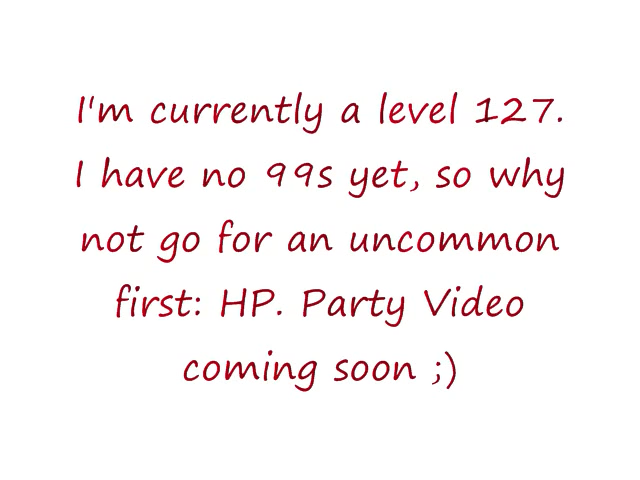 I'm currently a level 127.
I have no 99s yet, so why
not go for an uncommon
first: HP. Party Video
coming soon ;)